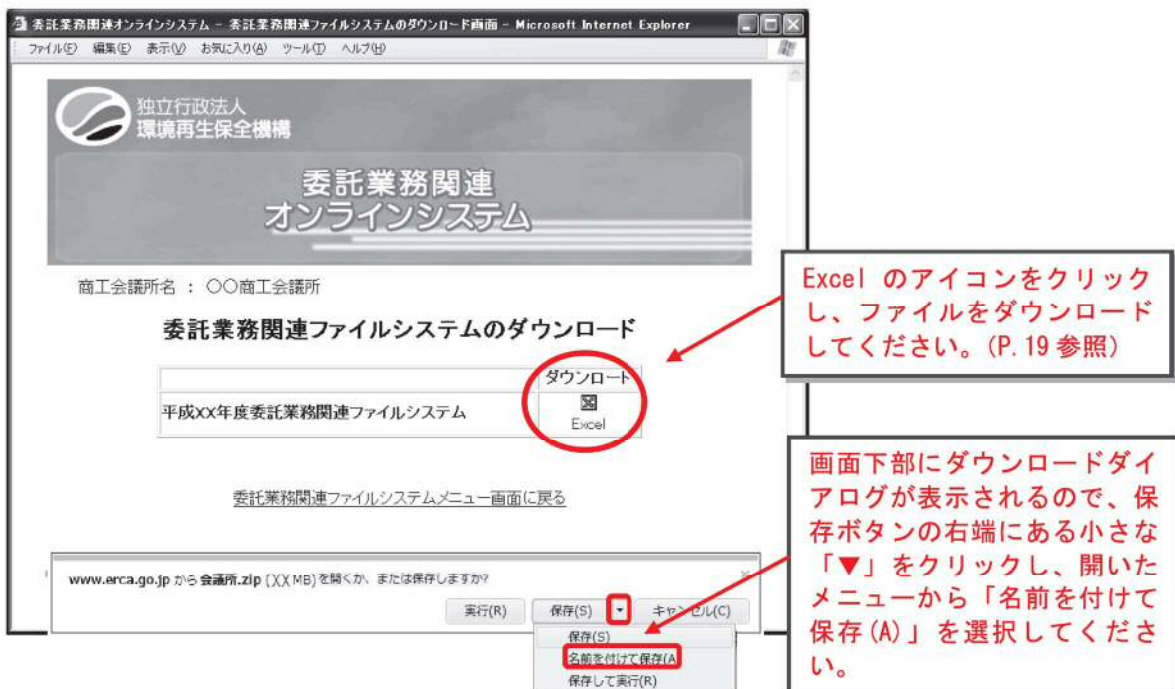 委託業務関連オンラインシステム - 委託業務関連ファイルシステムのダウンロード画面 - Microsoft Internet Explorer
ファイル(F) 編集(E) 表示(V) お気に入り(A) ツール(T) ヘルプ(H)
独立行政法人
環境再生保全機構
委託業務関連
オンラインシステム
商工会議所名 : 〇〇商工会議所
委託業務関連ファイルシステムのダウンロード
ダウンロード
平成XX年度委託業務関連ファイルシステム
Excel
委託業務関連ファイルシステムメニュー画面に戻る
www.erca.go.jp から 会議所.zip (XX MB) を開くか、または保存しますか?
実行(R) 保存(S) ▼ キャンセル(C)
保存(S)
名前を付けて保存(A)
保存して実行(R)
Excel のアイコンをクリック
し、ファイルをダウンロード
してください。(P.19 参照)
画面下部にダウンロードダイ
アログが表示されるので、保
存ボタンの右端にある小さな
「▼」をクリックし、開いた
メニューから「名前を付けて
保存(A)」を選択してくださ
い。